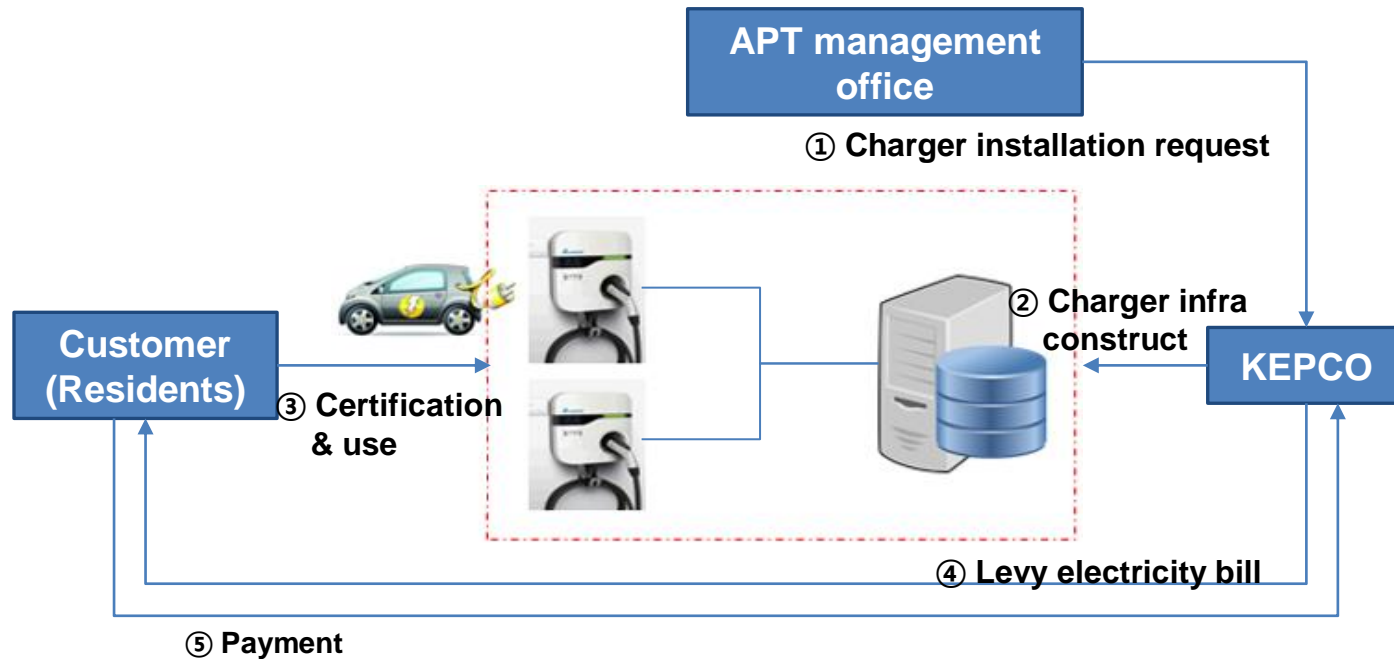 APT management
office
① Charger installation request
② Charger infra
construct
KEPCO
Customer
(Residents)
③ Certification
& use
④ Levy electricity bill
⑤ Payment